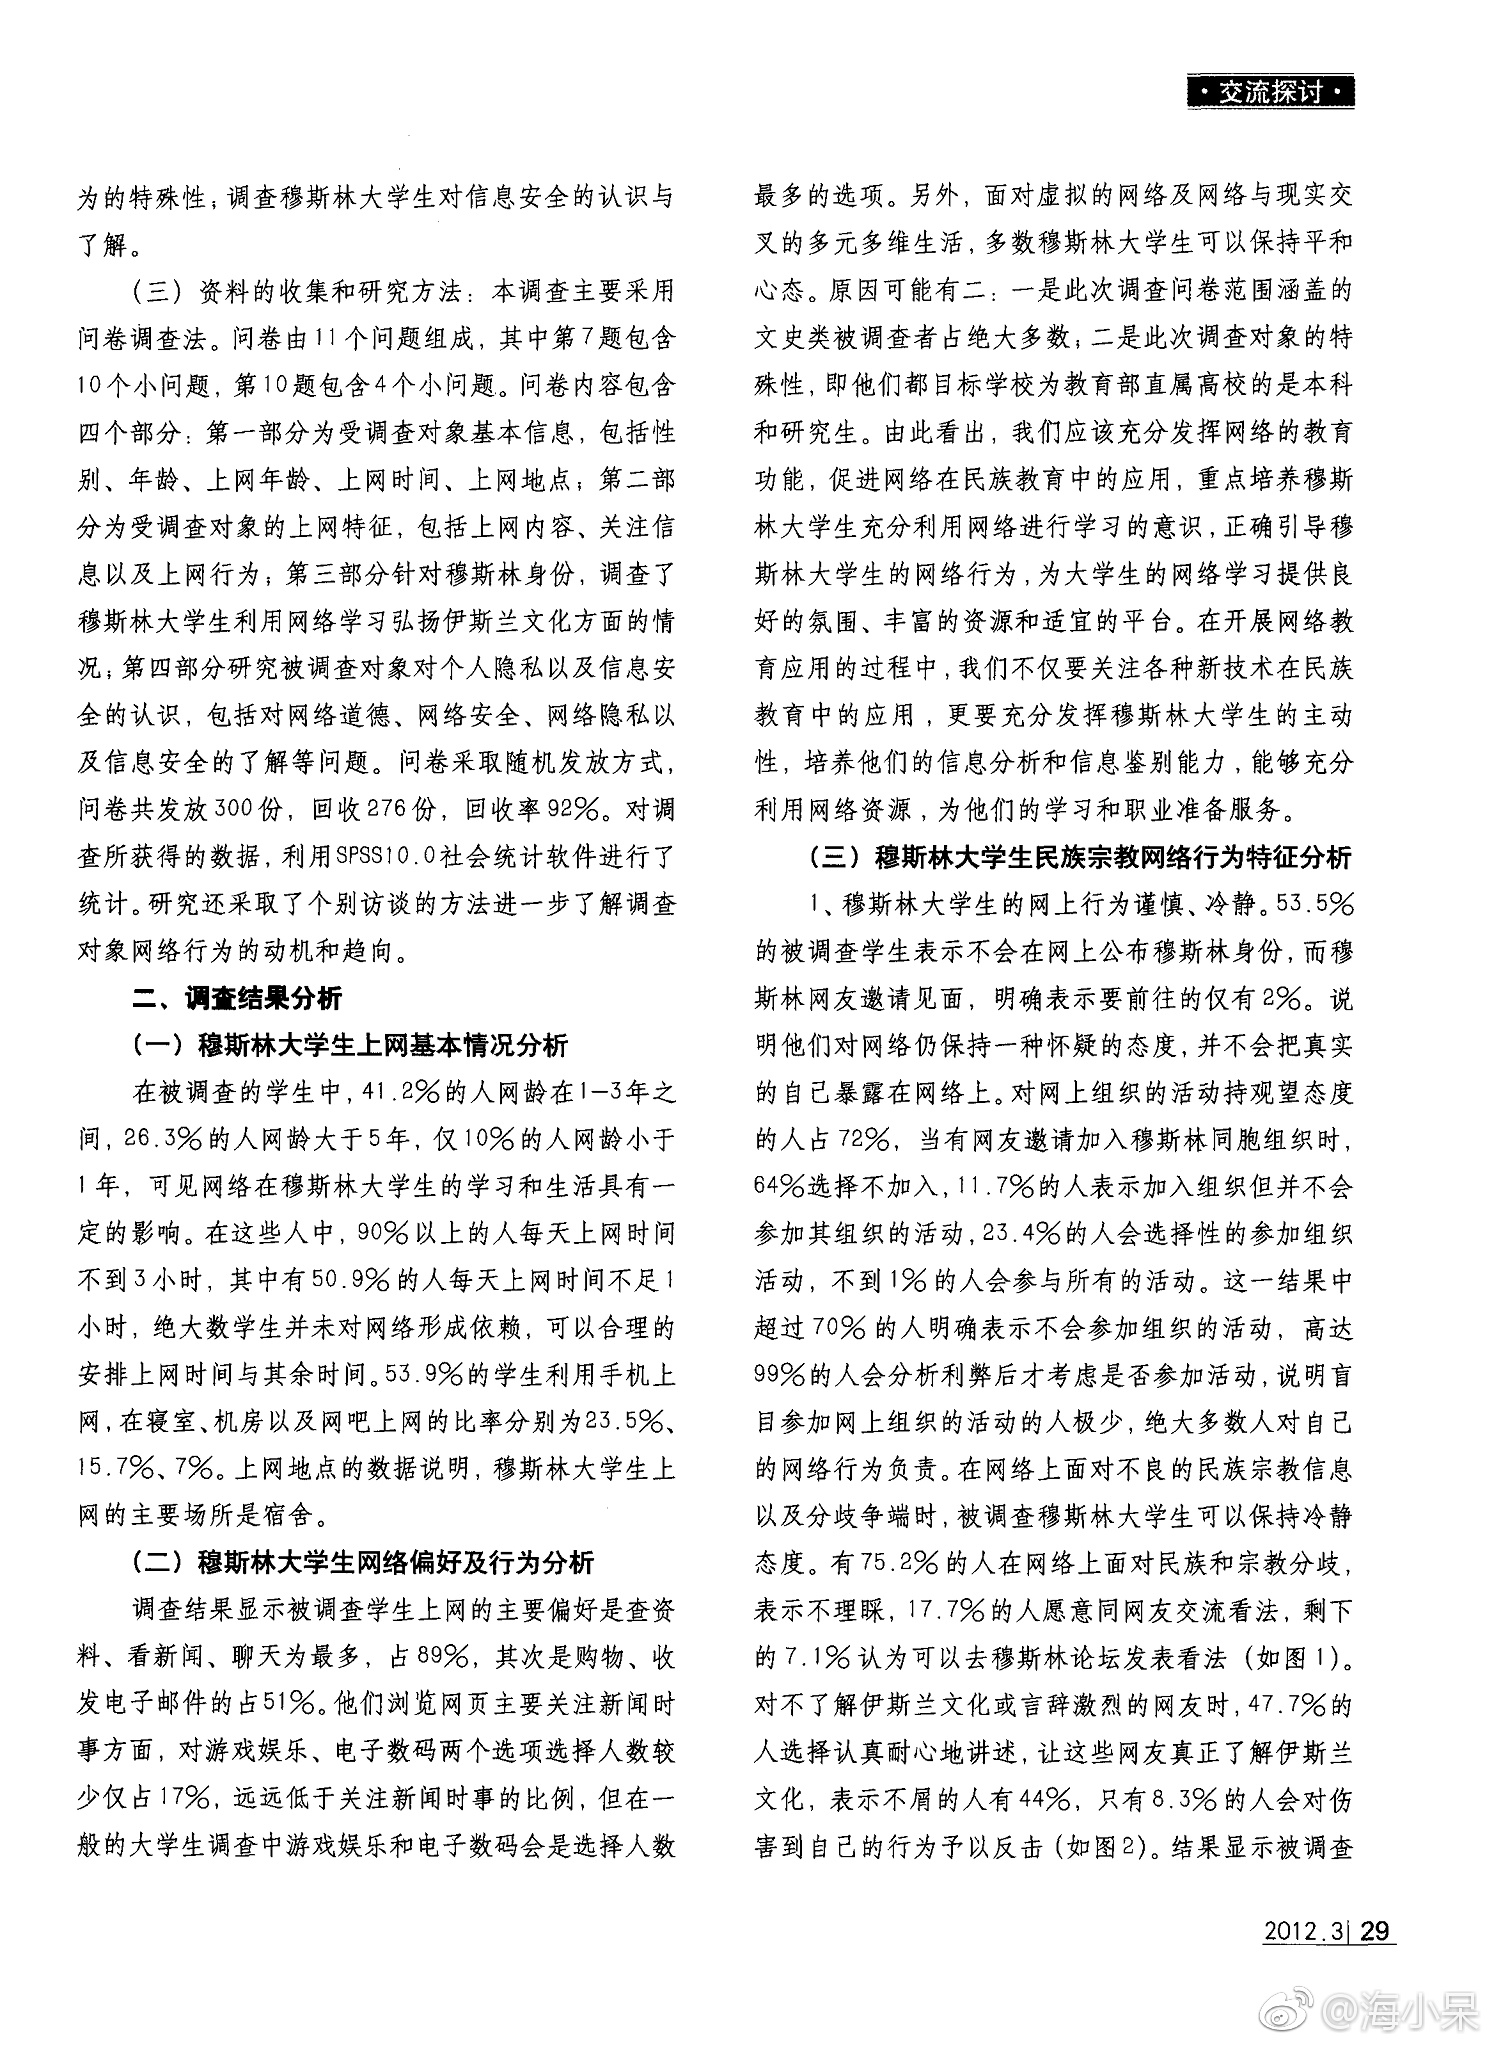 ·交流探讨·
为的特殊性；调查穆斯林大学生对信息安全的认识与
了解。
（三）资料的收集和研究方法：本调查主要采用
问卷调查法。问卷由11个问题组成，其中第7题包含
10个小问题，第10题包含4个小问题。问卷内容包含
四个部分：第一部分为受调查对象基本信息，包括性
别、年龄、上网年龄、上网时间、上网地点；第二部
分为受调查对象的上网特征，包括上网内容、关注信
息以及上网行为；第三部分针对穆斯林身份，调查了
穆斯林大学生利用网络学习弘扬伊斯兰文化方面的情
况；第四部分研究被调查对象对个人隐私以及信息安
全的认识，包括对网络道德、网络安全、网络隐私以
及信息安全的了解等问题。问卷采取随机发放方式，
问卷共发放300份，回收276份，回收率92%。对调
查所获得的数据，利用SPSS10.0社会统计软件进行了
统计。研究还采取了个别访谈的方法进一步了解调查
对象网络行为的动机和趋向。
二、调查结果分析
（一）穆斯林大学生上网基本情况分析
在被调查的学生中，41.2%的人网龄在1-3年之
间，26.3%的人网龄大于5年，仅10%的人网龄小于
1年，可见网络在穆斯林大学生的学习和生活具有一
定的影响。在这些人中，90%以上的人每天上网时间
不到3小时，其中有50.9%的人每天上网时间不足1
小时，绝大数学生并未对网络形成依赖，可以合理的
安排上网时间与其余时间。53.9%的学生利用手机上
网，在寝室、机房以及网吧上网的比率分别为23.5%、
15.7%、7%。上网地点的数据说明，穆斯林大学生上
网的主要场所是宿舍。
（二）穆斯林大学生网络偏好及行为分析
调查结果显示被调查学生上网的主要偏好是查资
料、看新闻、聊天为最多，占89%，其次是购物、收
发电子邮件的占51%。他们浏览网页主要关注新闻时
事方面，对游戏娱乐、电子数码两个选项选择人数较
少仅占17%，远远低于关注新闻时事的比例，但在一
般的大学生调查中游戏娱乐和电子数码会是选择人数
最多的选项。另外，面对虚拟的网络及网络与现实交
叉的多元多维生活，多数穆斯林大学生可以保持平和
心态。原因可能有二：一是此次调查问卷范围涵盖的
文史类被调查者占绝大多数；二是此次调查对象的特
殊性，即他们都目标学校为教育部直属高校的是本科
和研究生。由此看出，我们应该充分发挥网络的教育
功能，促进网络在民族教育中的应用，重点培养穆斯
林大学生充分利用网络进行学习的意识，正确引导穆
斯林大学生的网络行为，为大学生的网络学习提供良
好的氛围、丰富的资源和适宜的平台。在开展网络教
育应用的过程中，我们不仅要关注各种新技术在民族
教育中的应用，更要充分发挥穆斯林大学生的主动
性，培养他们的信息分析和信息鉴别能力，能够充分
利用网络资源，为他们的学习和职业准备服务。
（三）穆斯林大学生民族宗教网络行为特征分析
1、穆斯林大学生的网上行为谨慎、冷静。53.5%
的被调查学生表示不会在网上公布穆斯林身份，而穆
斯林网友邀请见面，明确表示要前往的仅有2%。说
明他们对网络仍保持一种怀疑的态度，并不会把真实
的自己暴露在网络上。对网上组织的活动持观望态度
的人占72%，当有网友邀请加入穆斯林同胞组织时，
64%选择不加入，11.7%的人表示加入组织但并不会
参加其组织的活动，23.4%的人会选择性的参加组织
活动，不到1%的人会参与所有的活动。这一结果中
超过70%的人明确表示不会参加组织的活动，高达
99%的人会分析利弊后才考虑是否参加活动，说明盲
目参加网上组织的活动的人极少，绝大多数人对自己
的网络行为负责。在网络上面对不良的民族宗教信息
以及分歧争端时，被调查穆斯林大学生可以保持冷静
态度。有75.2%的人在网络上面对民族和宗教分歧，
表示不理睬，17.7%的人愿意同网友交流看法，剩下
的7.1%认为可以去穆斯林论坛发表看法（如图1）。
对不了解伊斯兰文化或言辞激烈的网友时，47.7%的
人选择认真耐心地讲述，让这些网友真正了解伊斯兰
文化，表示不屑的人有44%，只有8.3%的人会对伤
害到自己的行为予以反击（如图2）。结果显示被调查
2012.3 29
@海小呆